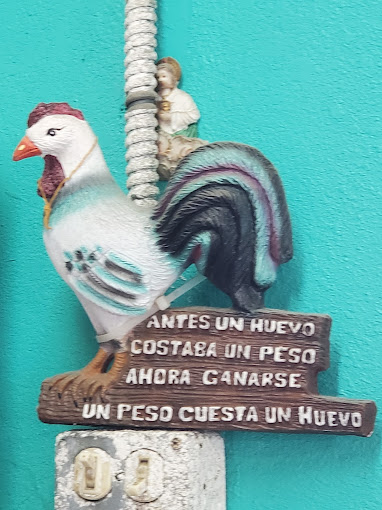 ANTES UN HUEVO
COSTABA UN PESO
AHORA GANARSE
UN PESO CUESTA UN HUEVO